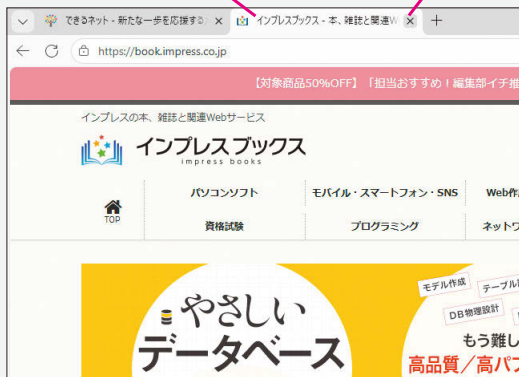 できるネット - 新たな一歩を応援する
インプレスブックス - 本、雑誌と関連W
https://book.impress.co.jp
【対象商品50%OFF】「担当おすすめ！編集部イチ推
インプレスの本、雑誌と関連Webサービス
インプレス ブックス
impress books
TOP
パソコンソフト
モバイル・スマートフォン・SNS
Web作
資格試験
プログラミング
ネットワ
やさしい
データベース
モデル作成
テーブル
DB物理設計
もう難し
高品質／高パフ